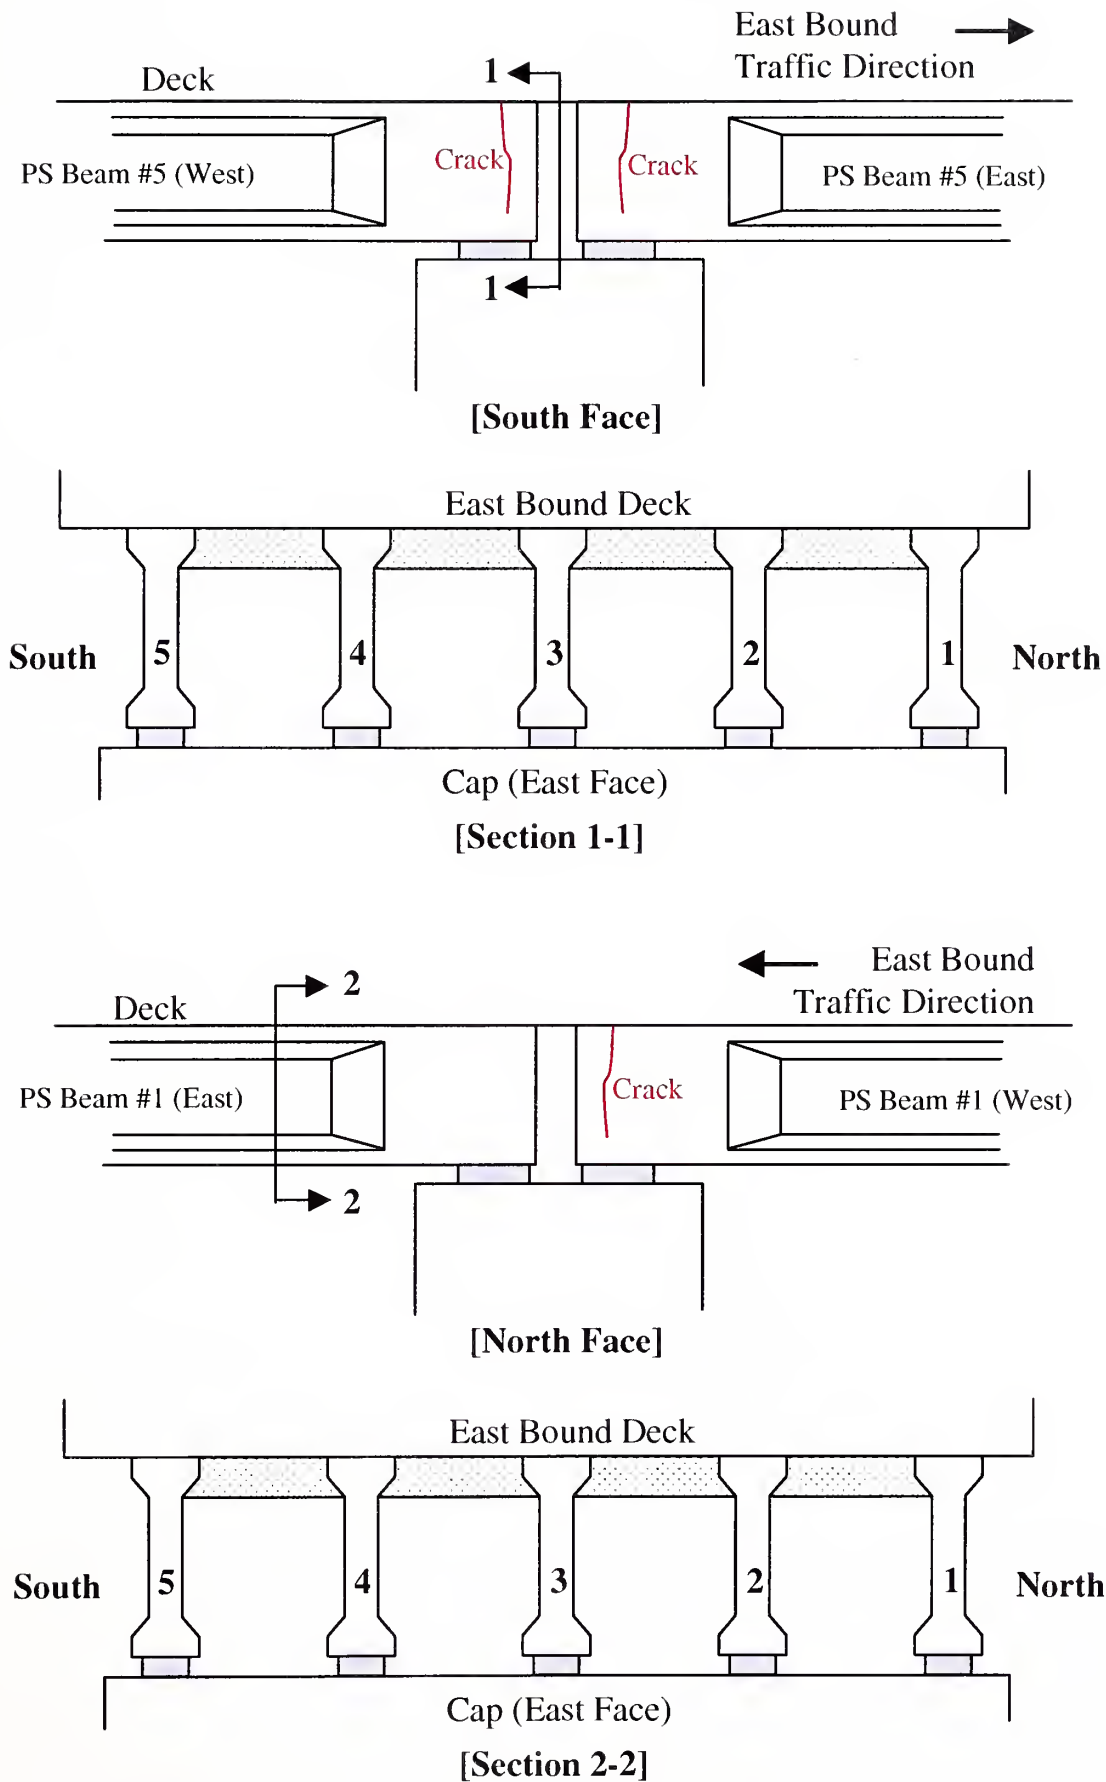 East Bound
Traffic Direction
Deck
1
PS Beam #5 (West)
Crack
Crack
PS Beam #5 (East)
1
[South Face]
East Bound Deck
South
5
4
3
2
1
North
Cap (East Face)
[Section 1-1]
East Bound
Traffic Direction
2
Deck
PS Beam #1 (East)
Crack
PS Beam #1 (West)
2
[North Face]
East Bound Deck
South
5
4
3
2
1
North
Cap (East Face)
[Section 2-2]